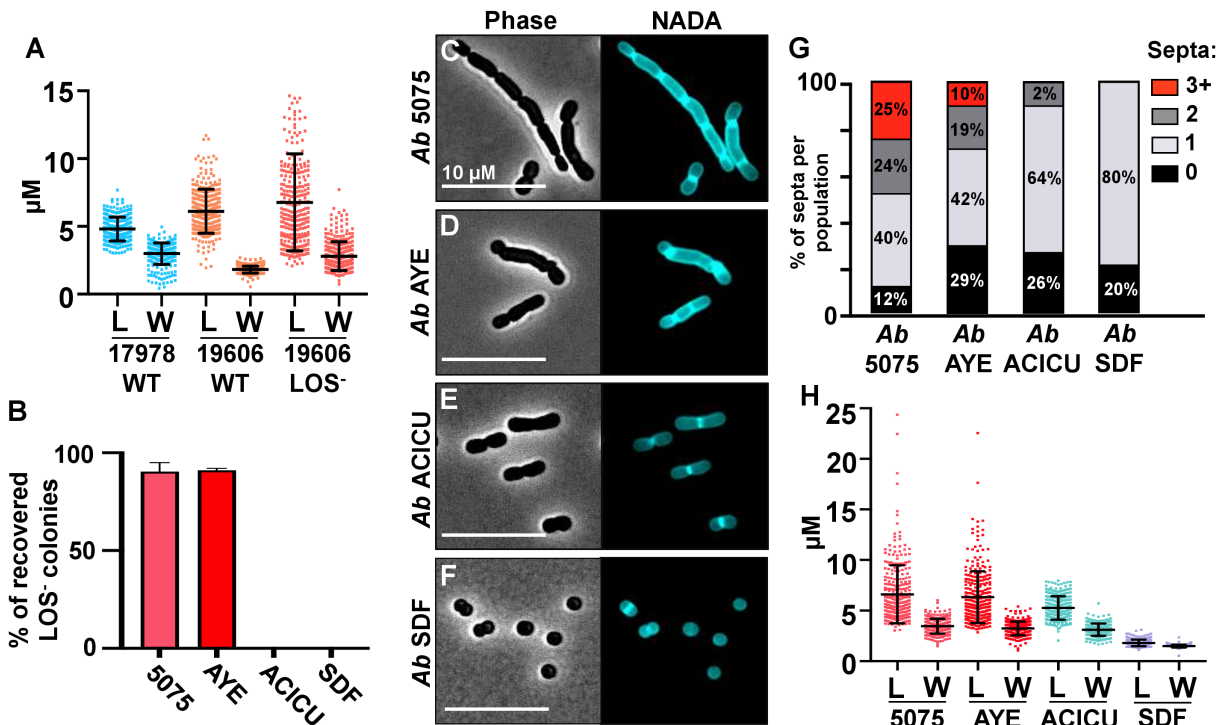 A
15
10
5
0
µM
L W L W L W
17978 19606 19606
WT WT LOS-
B
100
50
0
% of recovered
LOS- colonies
5075 AYE ACICU SDF
Phase NADA
C
Ab 5075
10 µM
D
Ab AYE
E
Ab ACICU
F
Ab SDF
G
Septa:
3+
2
1
0
100
0
% of septa per
population
25% 10% 2%
24% 19% 64% 80%
40% 42%
12% 29% 26% 20%
Ab Ab Ab Ab
5075 AYE ACICU SDF
H
25
20
15
10
5
0
µM
L W L W L W L W
5075 AYE ACICU SDF